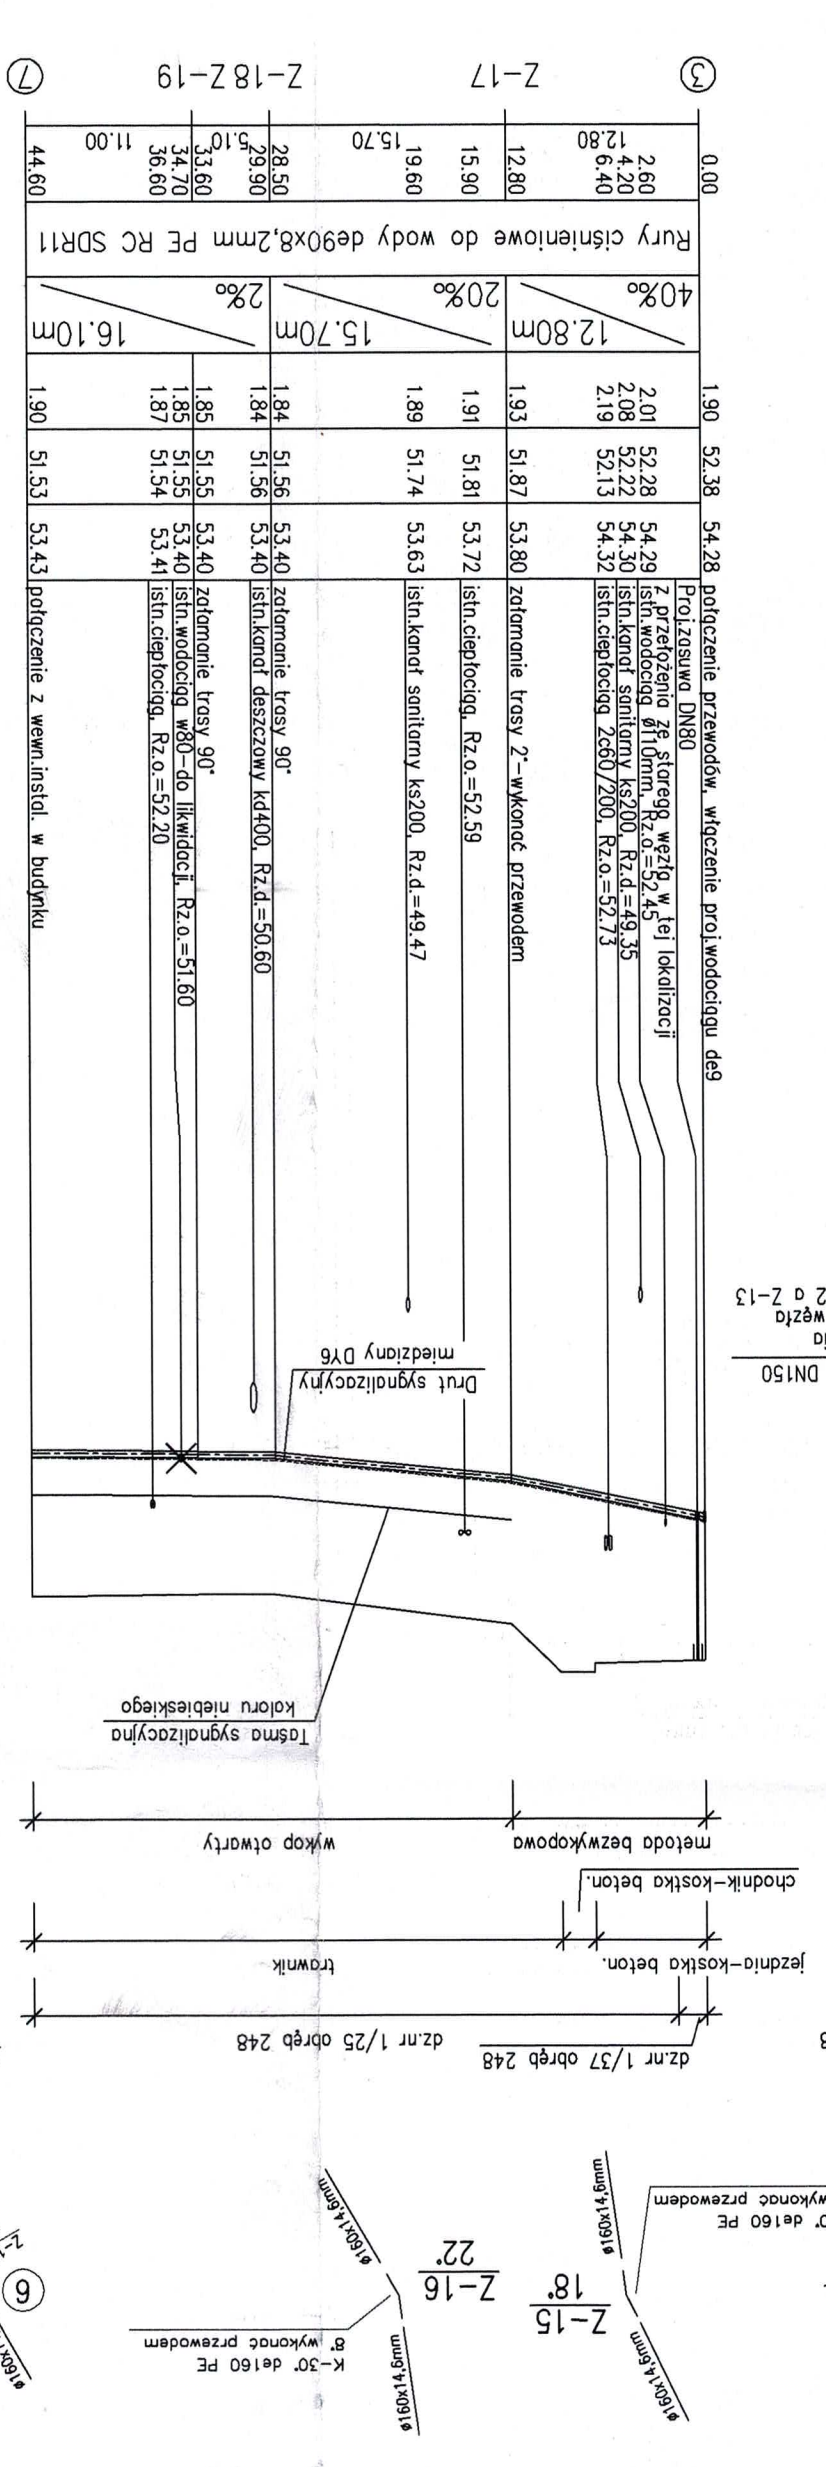 ø160x14,6mm
ø160x14,6mm
K-30° de160 PE
8° wykonać przewodem
6
Z-15
18°
Z-16
22°
° de160 PE
przewodem
ø160x14,6mm
ø160x14,6mm
dz.nr 1/37 obręb 248
dz.nr 1/25 obręb 248
jezdnia-kostka beton.
trawnik
chodnik-kostka beton.
metoda bezwykopowa
wykop otwarty
Taśma sygnalizacyjna
koloru niebieskiego
DN150
węzła
2 a Z-13
Drut sygnalizacyjny
miedziany DY6
połączenie przewodów, włączenie proj.wodociągu de9
Proj.zasuwa DN80
z przełożenia ze starego węzła w tej lokalizacji
istn.wodociąg ø110mm, Rz.o.=52.45
istn.kanał sanitarny ks200, Rz.d.=49.35
istn.ciepłociąg 2c60/200, Rz.o.=52.73
załamanie trasy 2°-wykonać przewodem
istn.ciepłociąg, Rz.o.=52.59
istn.kanał sanitarny ks200, Rz.d.=49.47
załamanie trasy 90°
istn.kanał deszczowy kd400, Rz.d.=50.60
załamanie trasy 90°
istn.wodociąg w80-do likwidacji, Rz.o.=51.60
istn.ciepłociąg, Rz.o.=52.20
połączenie z wewn.instal. w budynku
54.28 54.29 54.30 54.32 53.80 53.72 53.63 53.40 53.40 53.40 53.40 53.41 53.43
52.38 52.28 52.22 52.13 51.87 51.81 51.74 51.56 51.56 51.55 51.55 51.54 51.53
1.90 2.01 2.08 2.19 1.93 1.91 1.89 1.84 1.84 1.85 1.85 1.87 1.90
12.80m 15.70m 16.10m
40‰ 20‰ 2‰
Rury ciśnieniowe do wody de90x8,2mm PE RC SDR11
0.00 2.60 4.20 6.40 12.80 15.90 19.60 28.50 29.90 33.60 34.70 36.60 44.60
12.80 15.70 5.10 11.00
3 Z-17 Z-18 Z-19 7